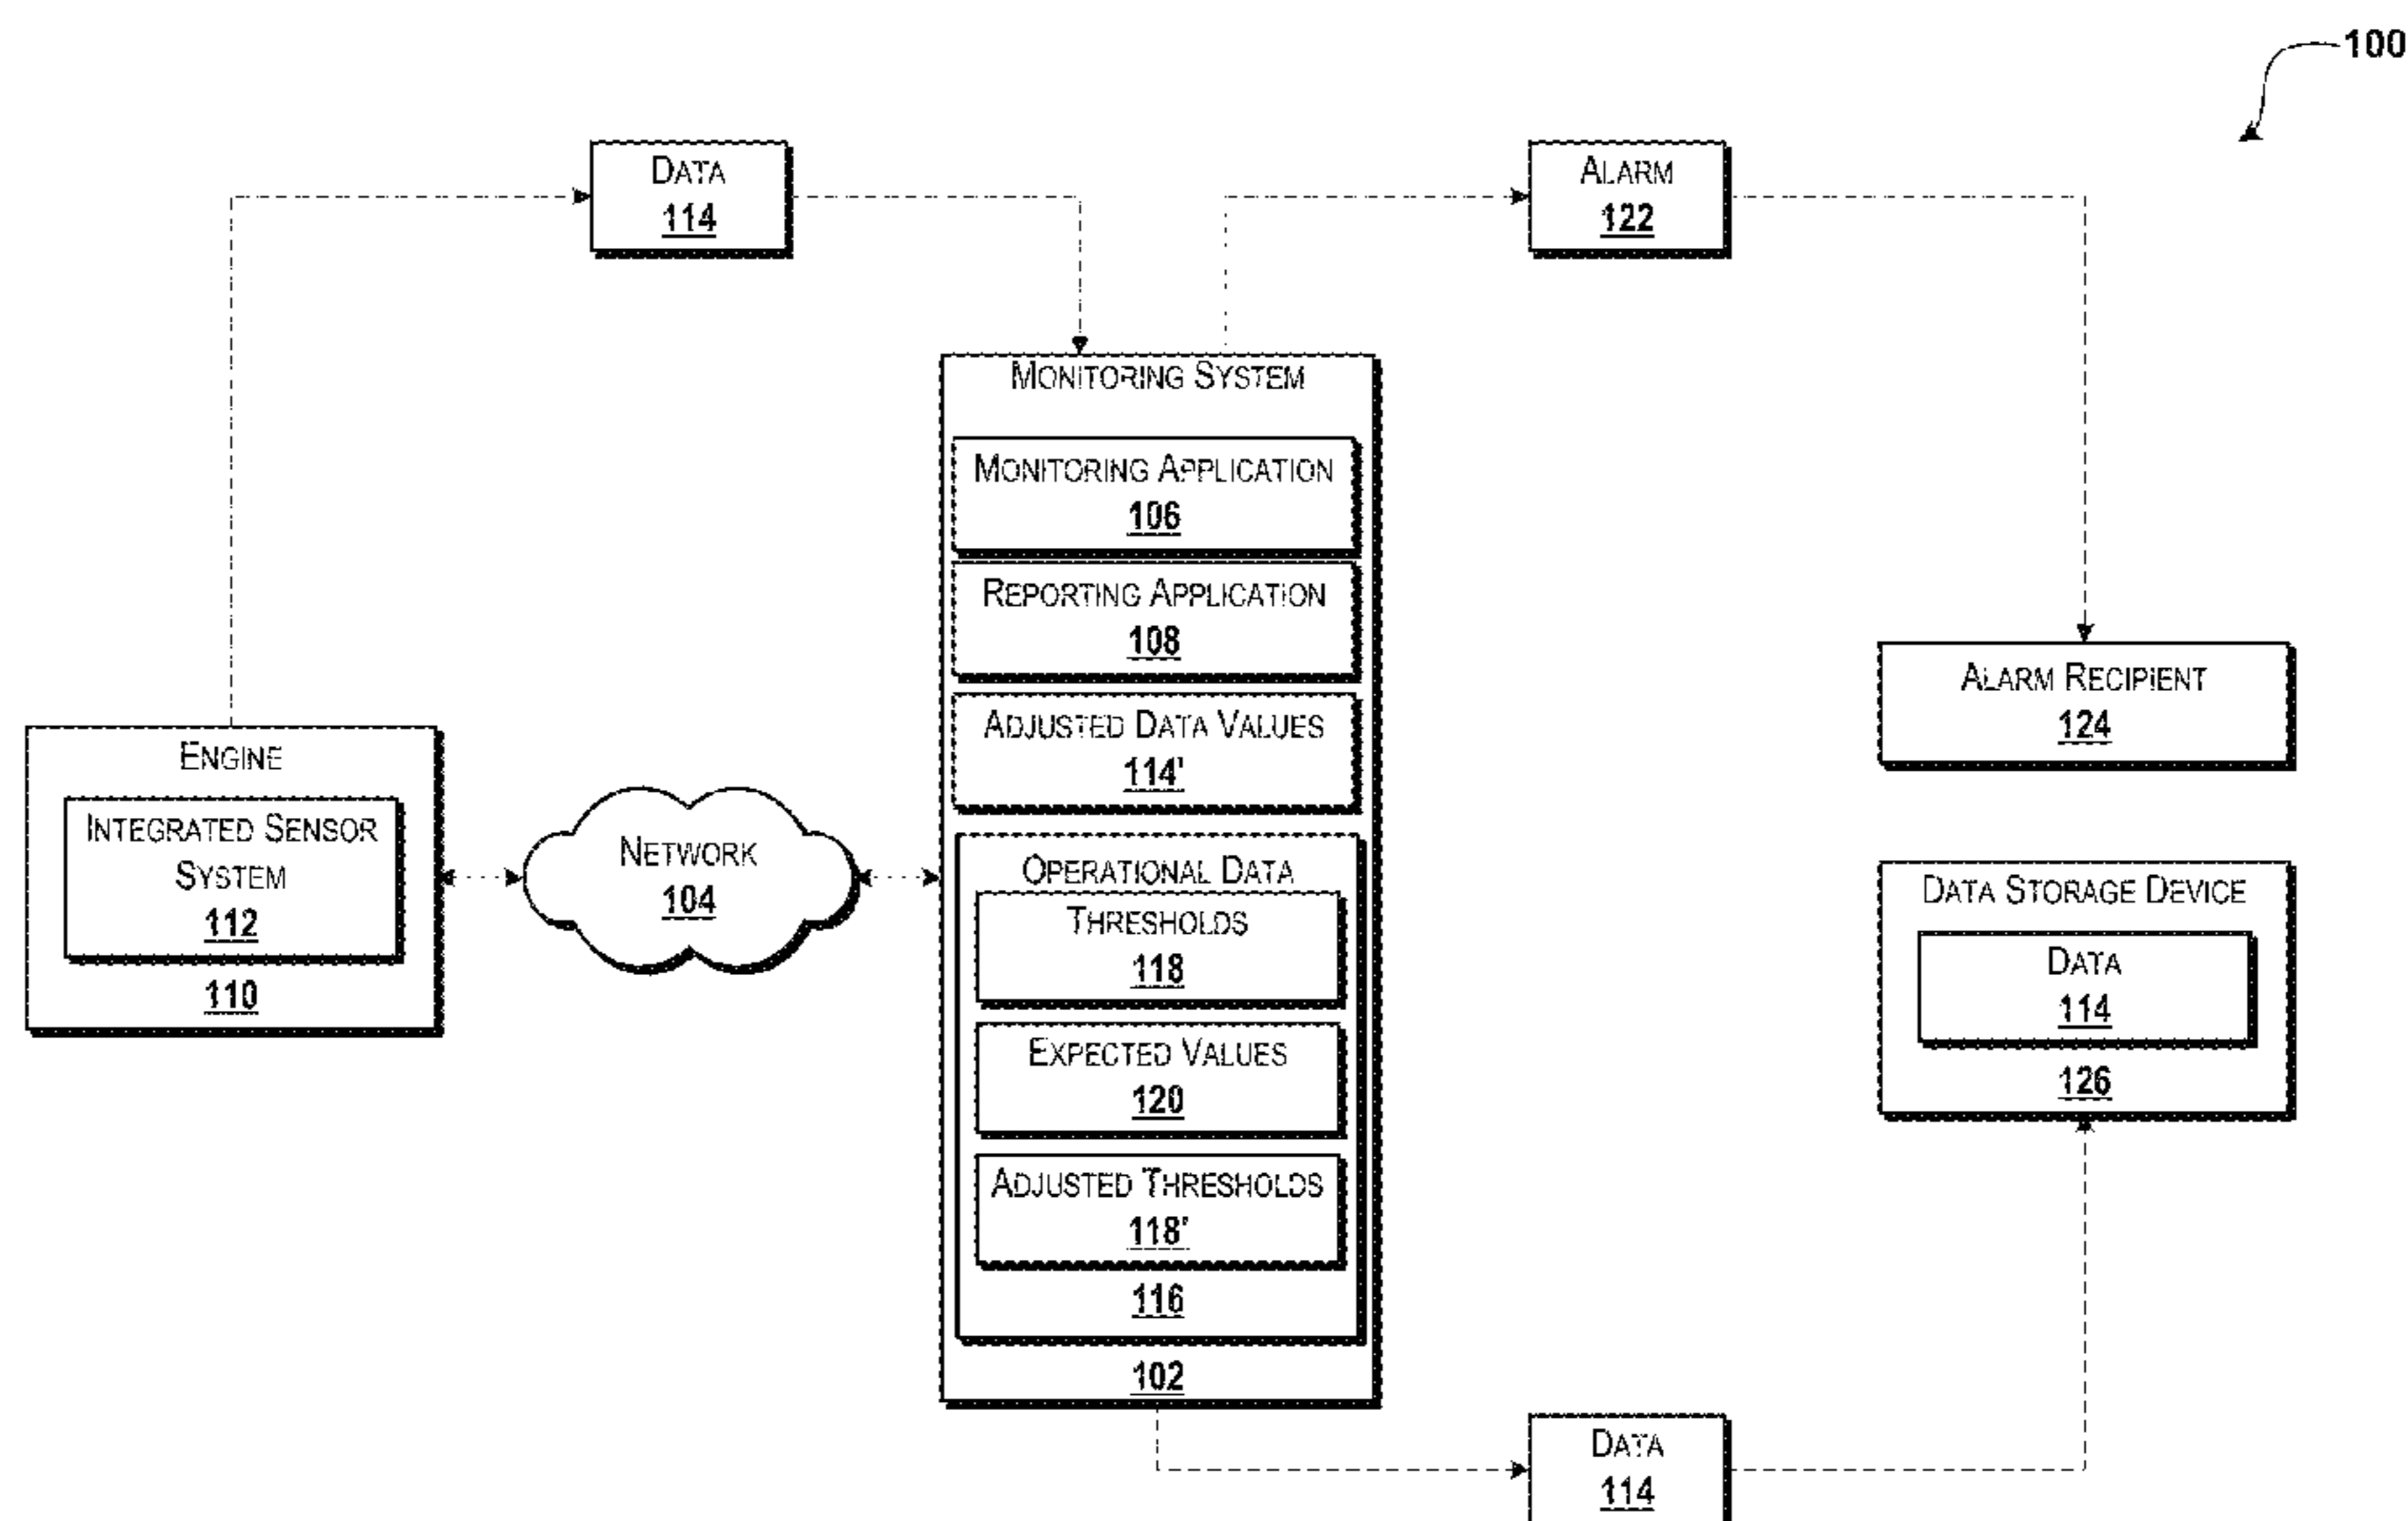 100
DATA
114
ALARM
122
MONITORING SYSTEM
MONITORING APPLICATION
106
REPORTING APPLICATION
108
ADJUSTED DATA VALUES
114'
OPERATIONAL DATA
THRESHOLDS
118
EXPECTED VALUES
120
ADJUSTED THRESHOLDS
118'
116
102
ENGINE
INTEGRATED SENSOR
SYSTEM
112
110
NETWORK
104
ALARM RECIPIENT
124
DATA STORAGE DEVICE
DATA
114
126
DATA
114